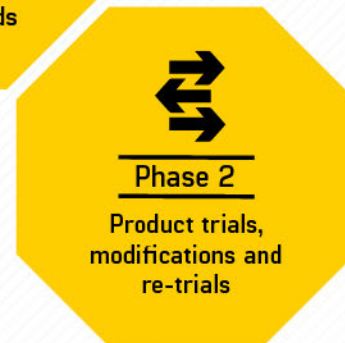 ds
Phase 2
Product trials,
modifications and
re-trials